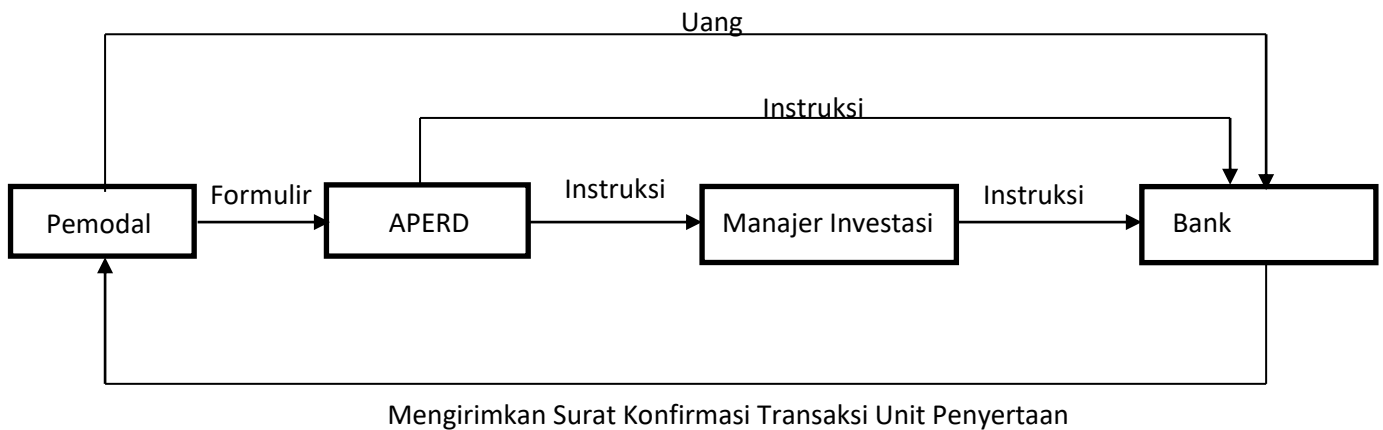 Uang
Instruksi
Pemodal
Formulir
APERD
Instruksi
Manajer Investasi
Instruksi
Bank
Mengirimkan Surat Konfirmasi Transaksi Unit Penyertaan